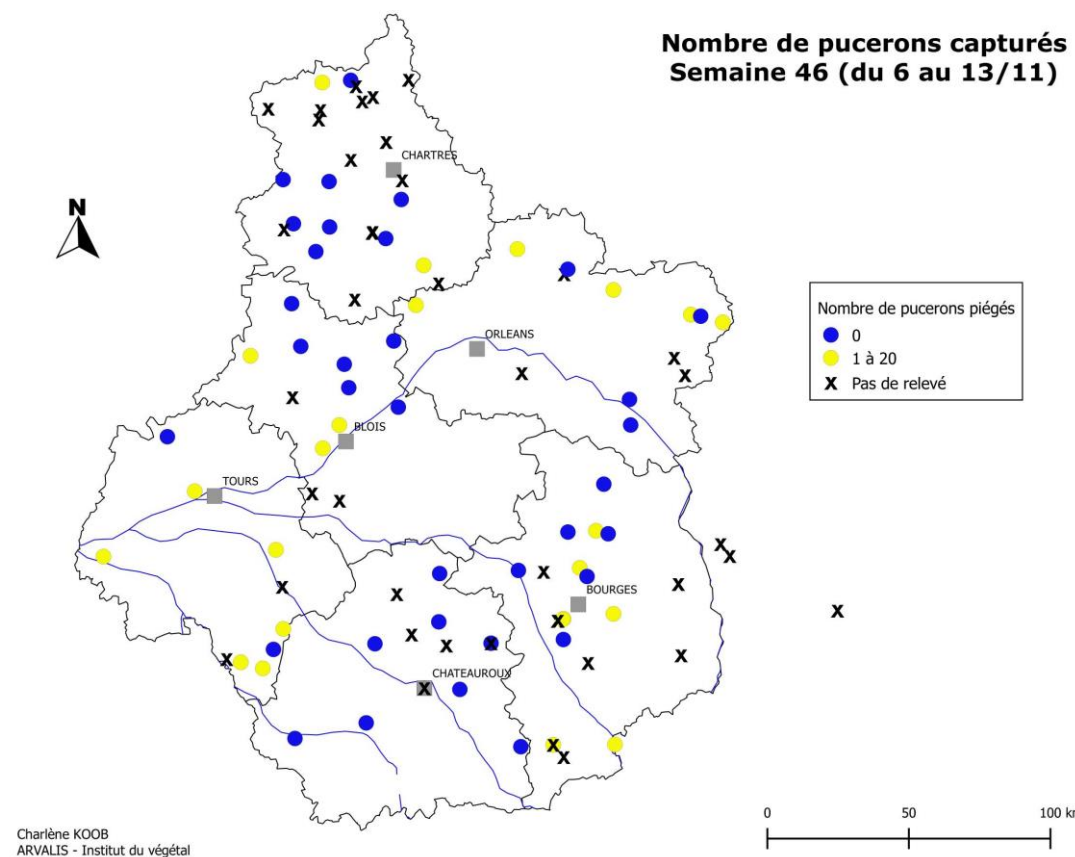 Nombre de pucerons capturés
Semaine 46 (du 6 au 13/11)
N
CHARTRES
ORLEANS
BLOIS
TOURS
BOURGES
CHATEAUROUX
Nombre de pucerons piégés
0
1 à 20
X Pas de relevé
0 50 100 km
Charlène KOOB
ARVALIS - Institut du végétal